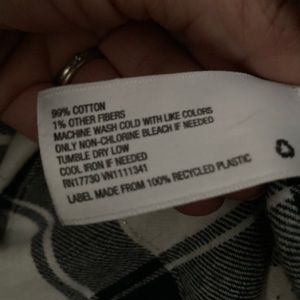 99% COTTON
1% OTHER FIBERS
MACHINE WASH COLD WITH LIKE COLORS
ONLY NON-CHLORINE BLEACH IF NEEDED
TUMBLE DRY LOW
COOL IRON IF NEEDED
RN17730 VN1111341
LABEL MADE FROM 100% RECYCLED PLASTIC